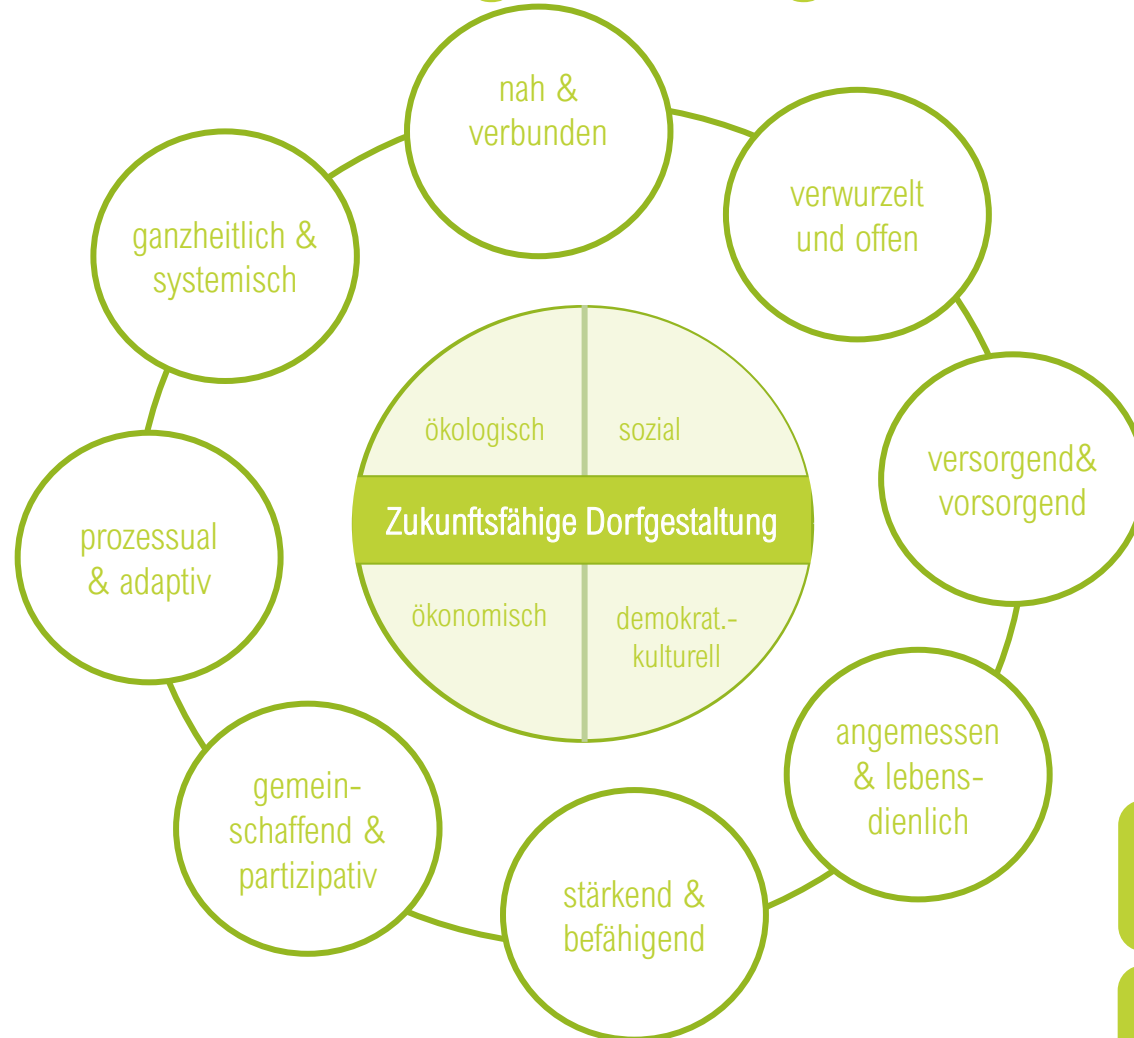 nah &
verbunden
verwurzelt
und offen
versorgend&
vorsorgend
angemessen
& lebens-
dienlich
stärkend &
befähigend
gemein-
schaffend &
partizipativ
prozessual
& adaptiv
ganzheitlich &
systemisch
ökologisch
sozial
Zukunftsfähige Dorfgestaltung
ökonomisch
demokrat.-
kulturell